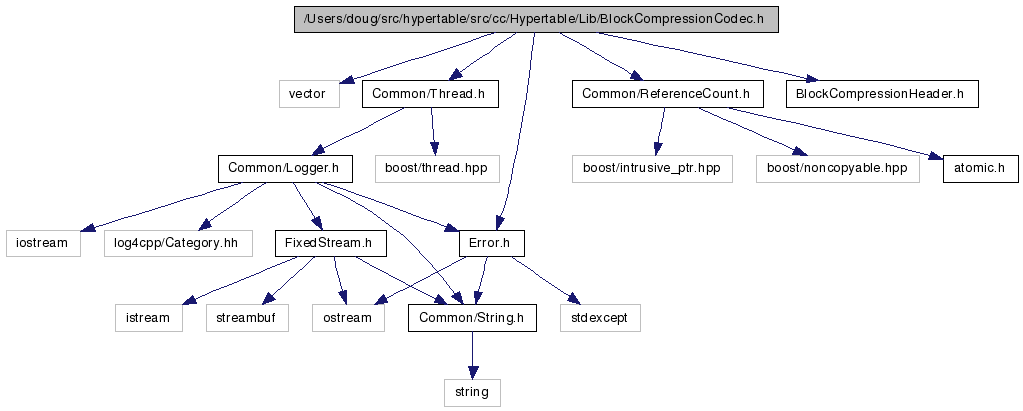 /Users/doug/src/hypertable/src/cc/Hypertable/Lib/BlockCompressionCodec.h
vector
Common/Thread.h
Common/ReferenceCount.h
BlockCompressionHeader.h
Common/Logger.h
boost/thread.hpp
boost/intrusive_ptr.hpp
boost/noncopyable.hpp
atomic.h
iostream
log4cpp/Category.hh
FixedStream.h
Error.h
istream
streambuf
ostream
Common/String.h
stdexcept
string